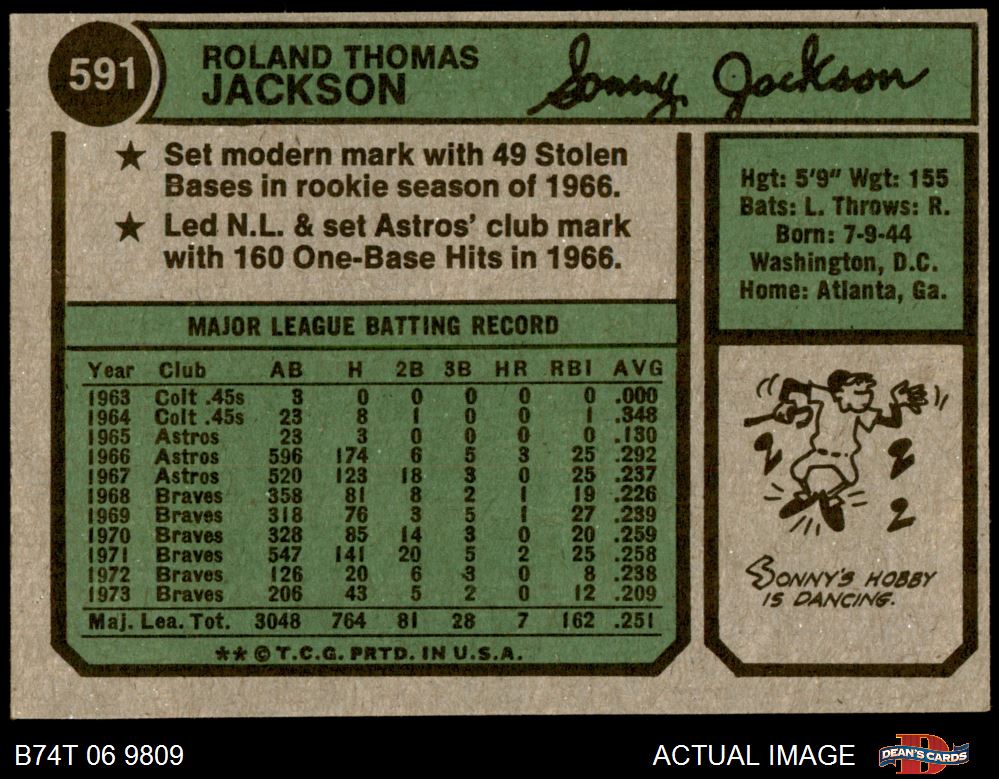 591
ROLAND THOMAS
JACKSON
Sonny Jackson
★ Set modern mark with 49 Stolen
Bases in rookie season of 1966.
★ Led N.L. & set Astros' club mark
with 160 One-Base Hits in 1966.
Hgt: 5'9" Wgt: 155
Bats: L. Throws: R.
Born: 7-9-44
Washington, D.C.
Home: Atlanta, Ga.
MAJOR LEAGUE BATTING RECORD
Year Club AB H 2B 3B HR RBI AVG
1963 Colt .45s 3 0 0 0 0 0 .000
1964 Colt .45s 23 8 1 0 0 1 .348
1965 Astros 23 3 0 0 0 0 .130
1966 Astros 596 174 6 5 3 25 .292
1967 Astros 520 123 18 3 0 25 .237
1968 Braves 358 81 8 2 1 19 .226
1969 Braves 318 76 3 5 1 27 .239
1970 Braves 328 85 14 3 0 20 .259
1971 Braves 547 141 20 5 2 25 .258
1972 Braves 126 20 6 3 0 8 .238
1973 Braves 206 43 5 2 0 12 .209
Maj. Lea. Tot. 3048 764 81 28 7 162 .251
** © T.C.G. PRTD. IN U.S.A.
SONNY'S HOBBY
IS DANCING.
B74T 06 9809
ACTUAL IMAGE
D
DEAN'S CARDS